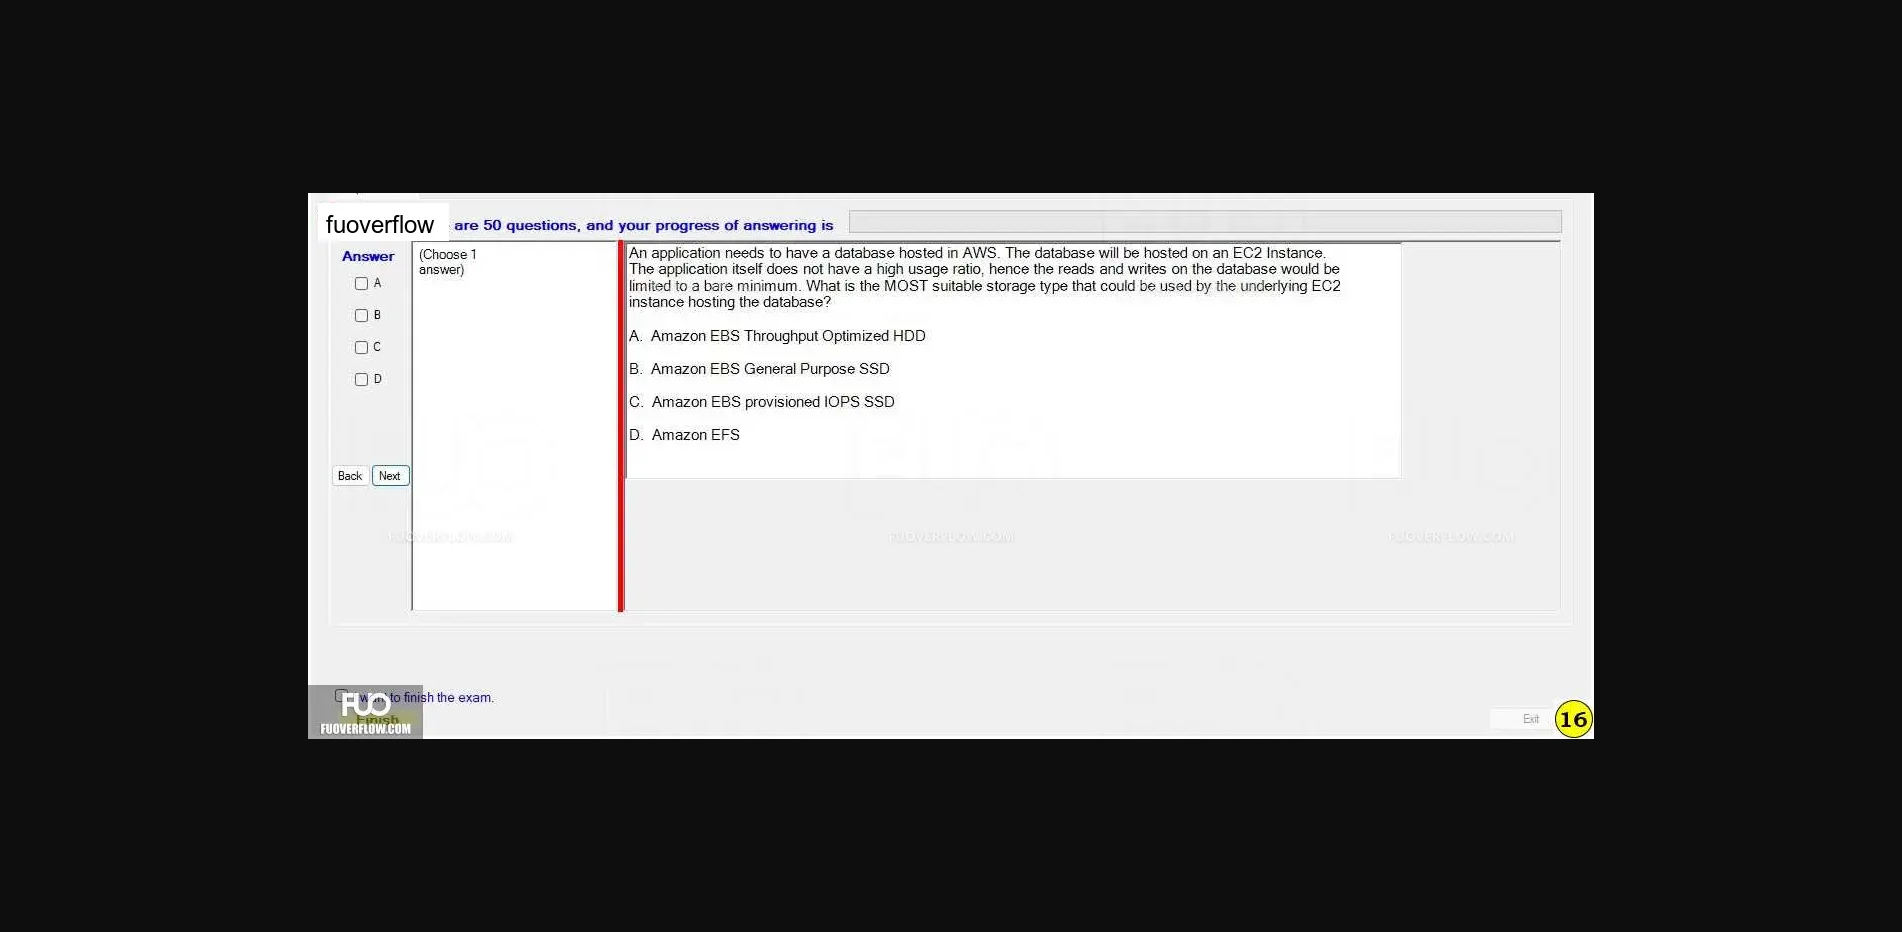 fuoverflow are 50 questions, and your progress of answering is
Answer
(Choose 1
answer)
A
B
C
D
Back Next
An application needs to have a database hosted in AWS. The database will be hosted on an EC2 Instance.
The application itself does not have a high usage ratio, hence the reads and writes on the database would be
limited to a bare minimum. What is the MOST suitable storage type that could be used by the underlying EC2
instance hosting the database?
A. Amazon EBS Throughput Optimized HDD
B. Amazon EBS General Purpose SSD
C. Amazon EBS provisioned IOPS SSD
D. Amazon EFS
FUOVERFLOW.COM FUOVERFLOW.COM FUOVERFLOW.COM
want to finish the exam.
FUO
Finish
FUOVERFLOW.COM
Exit
16